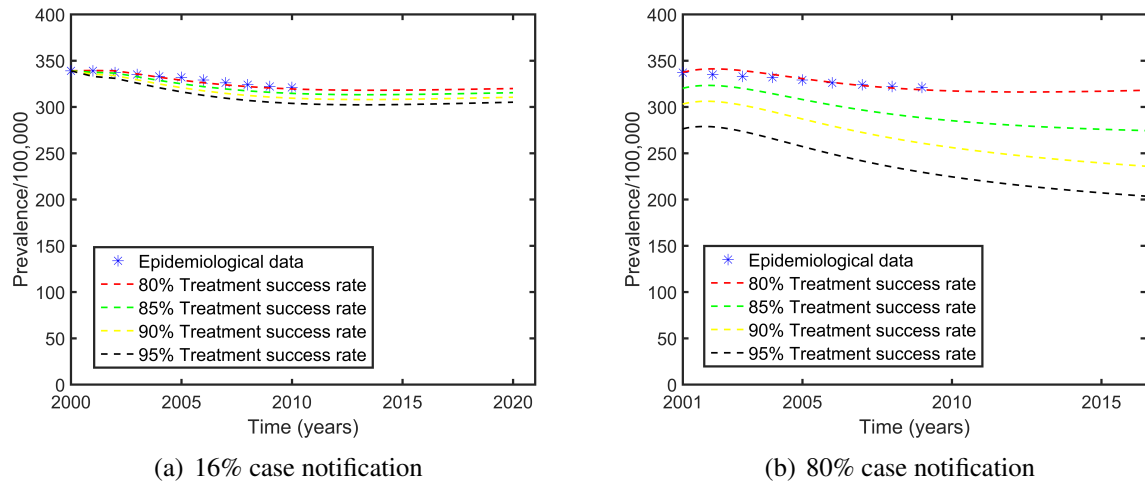 400
350
300
250
200
150
100
50
0
Prevalence/100,000
Epidemiological data
80% Treatment success rate
85% Treatment success rate
90% Treatment success rate
95% Treatment success rate
2000 2005 2010 2015 2020
Time (years)
(a) 16% case notification
400
350
300
250
200
150
100
50
0
Prevalence/100,000
Epidemiological data
80% Treatment success rate
85% Treatment success rate
90% Treatment success rate
95% Treatment success rate
2001 2005 2010 2015
Time (years)
(b) 80% case notification